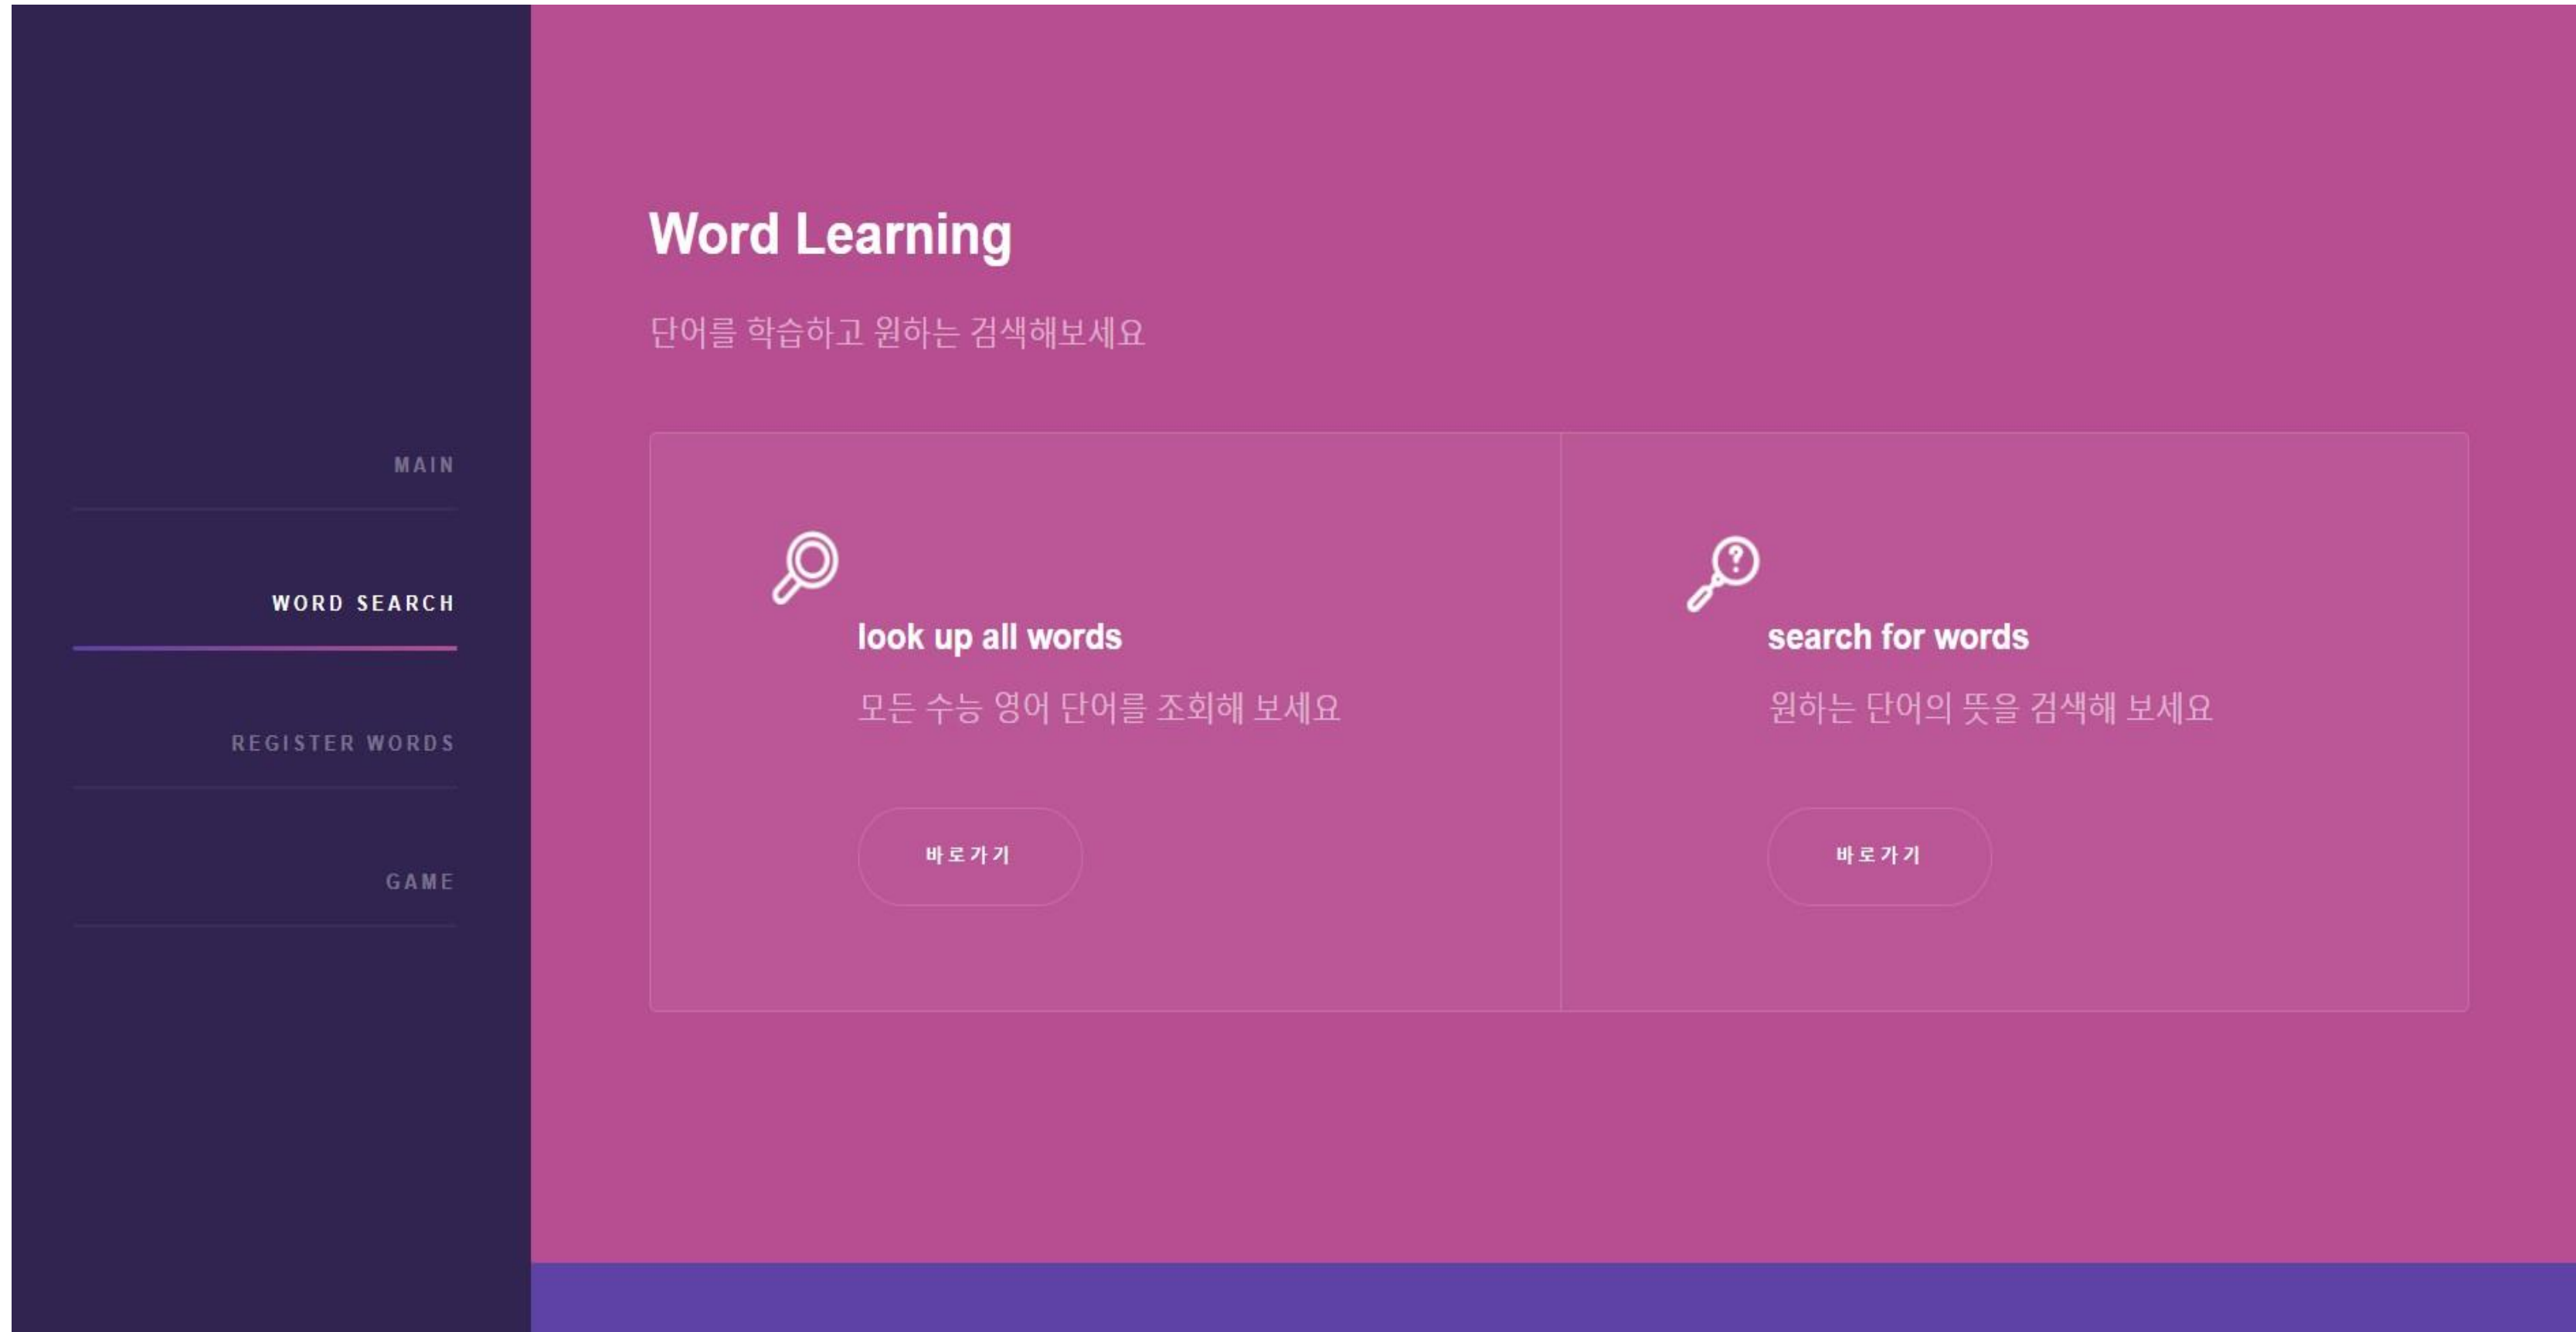 MAIN
WORD SEARCH
REGISTER WORDS
GAME
Word Learning
단어를 학습하고 원하는 검색해보세요
look up all words
모든 수능 영어 단어를 조회해 보세요
바로가기
search for words
원하는 단어의 뜻을 검색해 보세요
바로가기